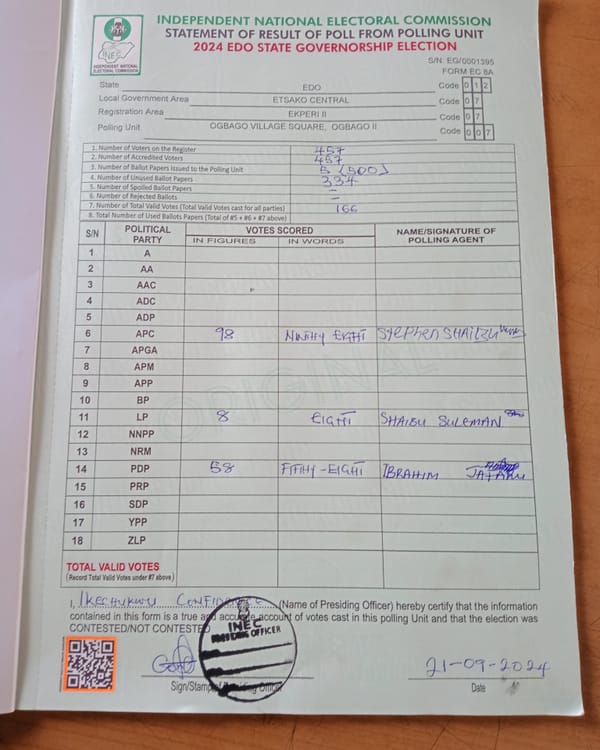 INDEPENDENT NATIONAL ELECTORAL COMMISSION
STATEMENT OF RESULT OF POLL FROM POLLING UNIT
2024 EDO STATE GOVERNORSHIP ELECTION
INEC
INDEPENDENT NATIONAL ELECTORAL COMMISSION
S/N: EG/0001395
FORM EC 8A
State EDO Code 0 1 2
Local Government Area ETSAKO CENTRAL Code 0 7
Registration Area EKPERI II Code 0 7
Polling Unit OGBAGO VILLAGE SQUARE, OGBAGO II Code 0 0 7
1. Number of Voters on the Register 457
2. Number of Accredited Voters 457
3. Number of Ballot Papers Issued to the Polling Unit 5 (500)
4. Number of Unused Ballot Papers 334
5. Number of Spoiled Ballot Papers –
6. Number of Rejected Ballots –
7. Number of Total Valid Votes (Total Valid Votes cast for all parties) 166
8. Total Number of Used Ballots Papers (Total of #5 + #6 + #7 above)
S/N POLITICAL PARTY VOTES SCORED NAME/SIGNATURE OF POLLING AGENT
IN FIGURES IN WORDS
1 A
2 AA
3 AAC
4 ADC
5 ADP
6 APC 98 NINTHY EIGHT STEPHEN
7 APGA
8 APM
9 APP
10 BP
11 LP 8 EIGHT SHAIBU SULEMAN
12 NNPP
13 NRM
14 PDP 58 FIFTHY-EIGHT IBRAHIM
15 PRP
16 SDP
17 YPP
18 ZLP
ORIGINAL
TOTAL VALID VOTES
(Record Total Valid Votes under #7 above)
I, IKECHUKWU CONFIDENCE (Name of Presiding Officer) hereby certify that the information
contained in this form is a true and accurate account of votes cast in this polling Unit and that the election was
CONTESTED/NOT CONTESTED
INEC
PRESIDING OFFICER
21-09-2024
Sign/Stamp of Presiding Officer Date